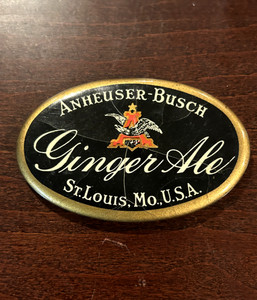 ANHEUSER-BUSCH
Ginger Ale
ST. LOUIS, MO., U.S.A.